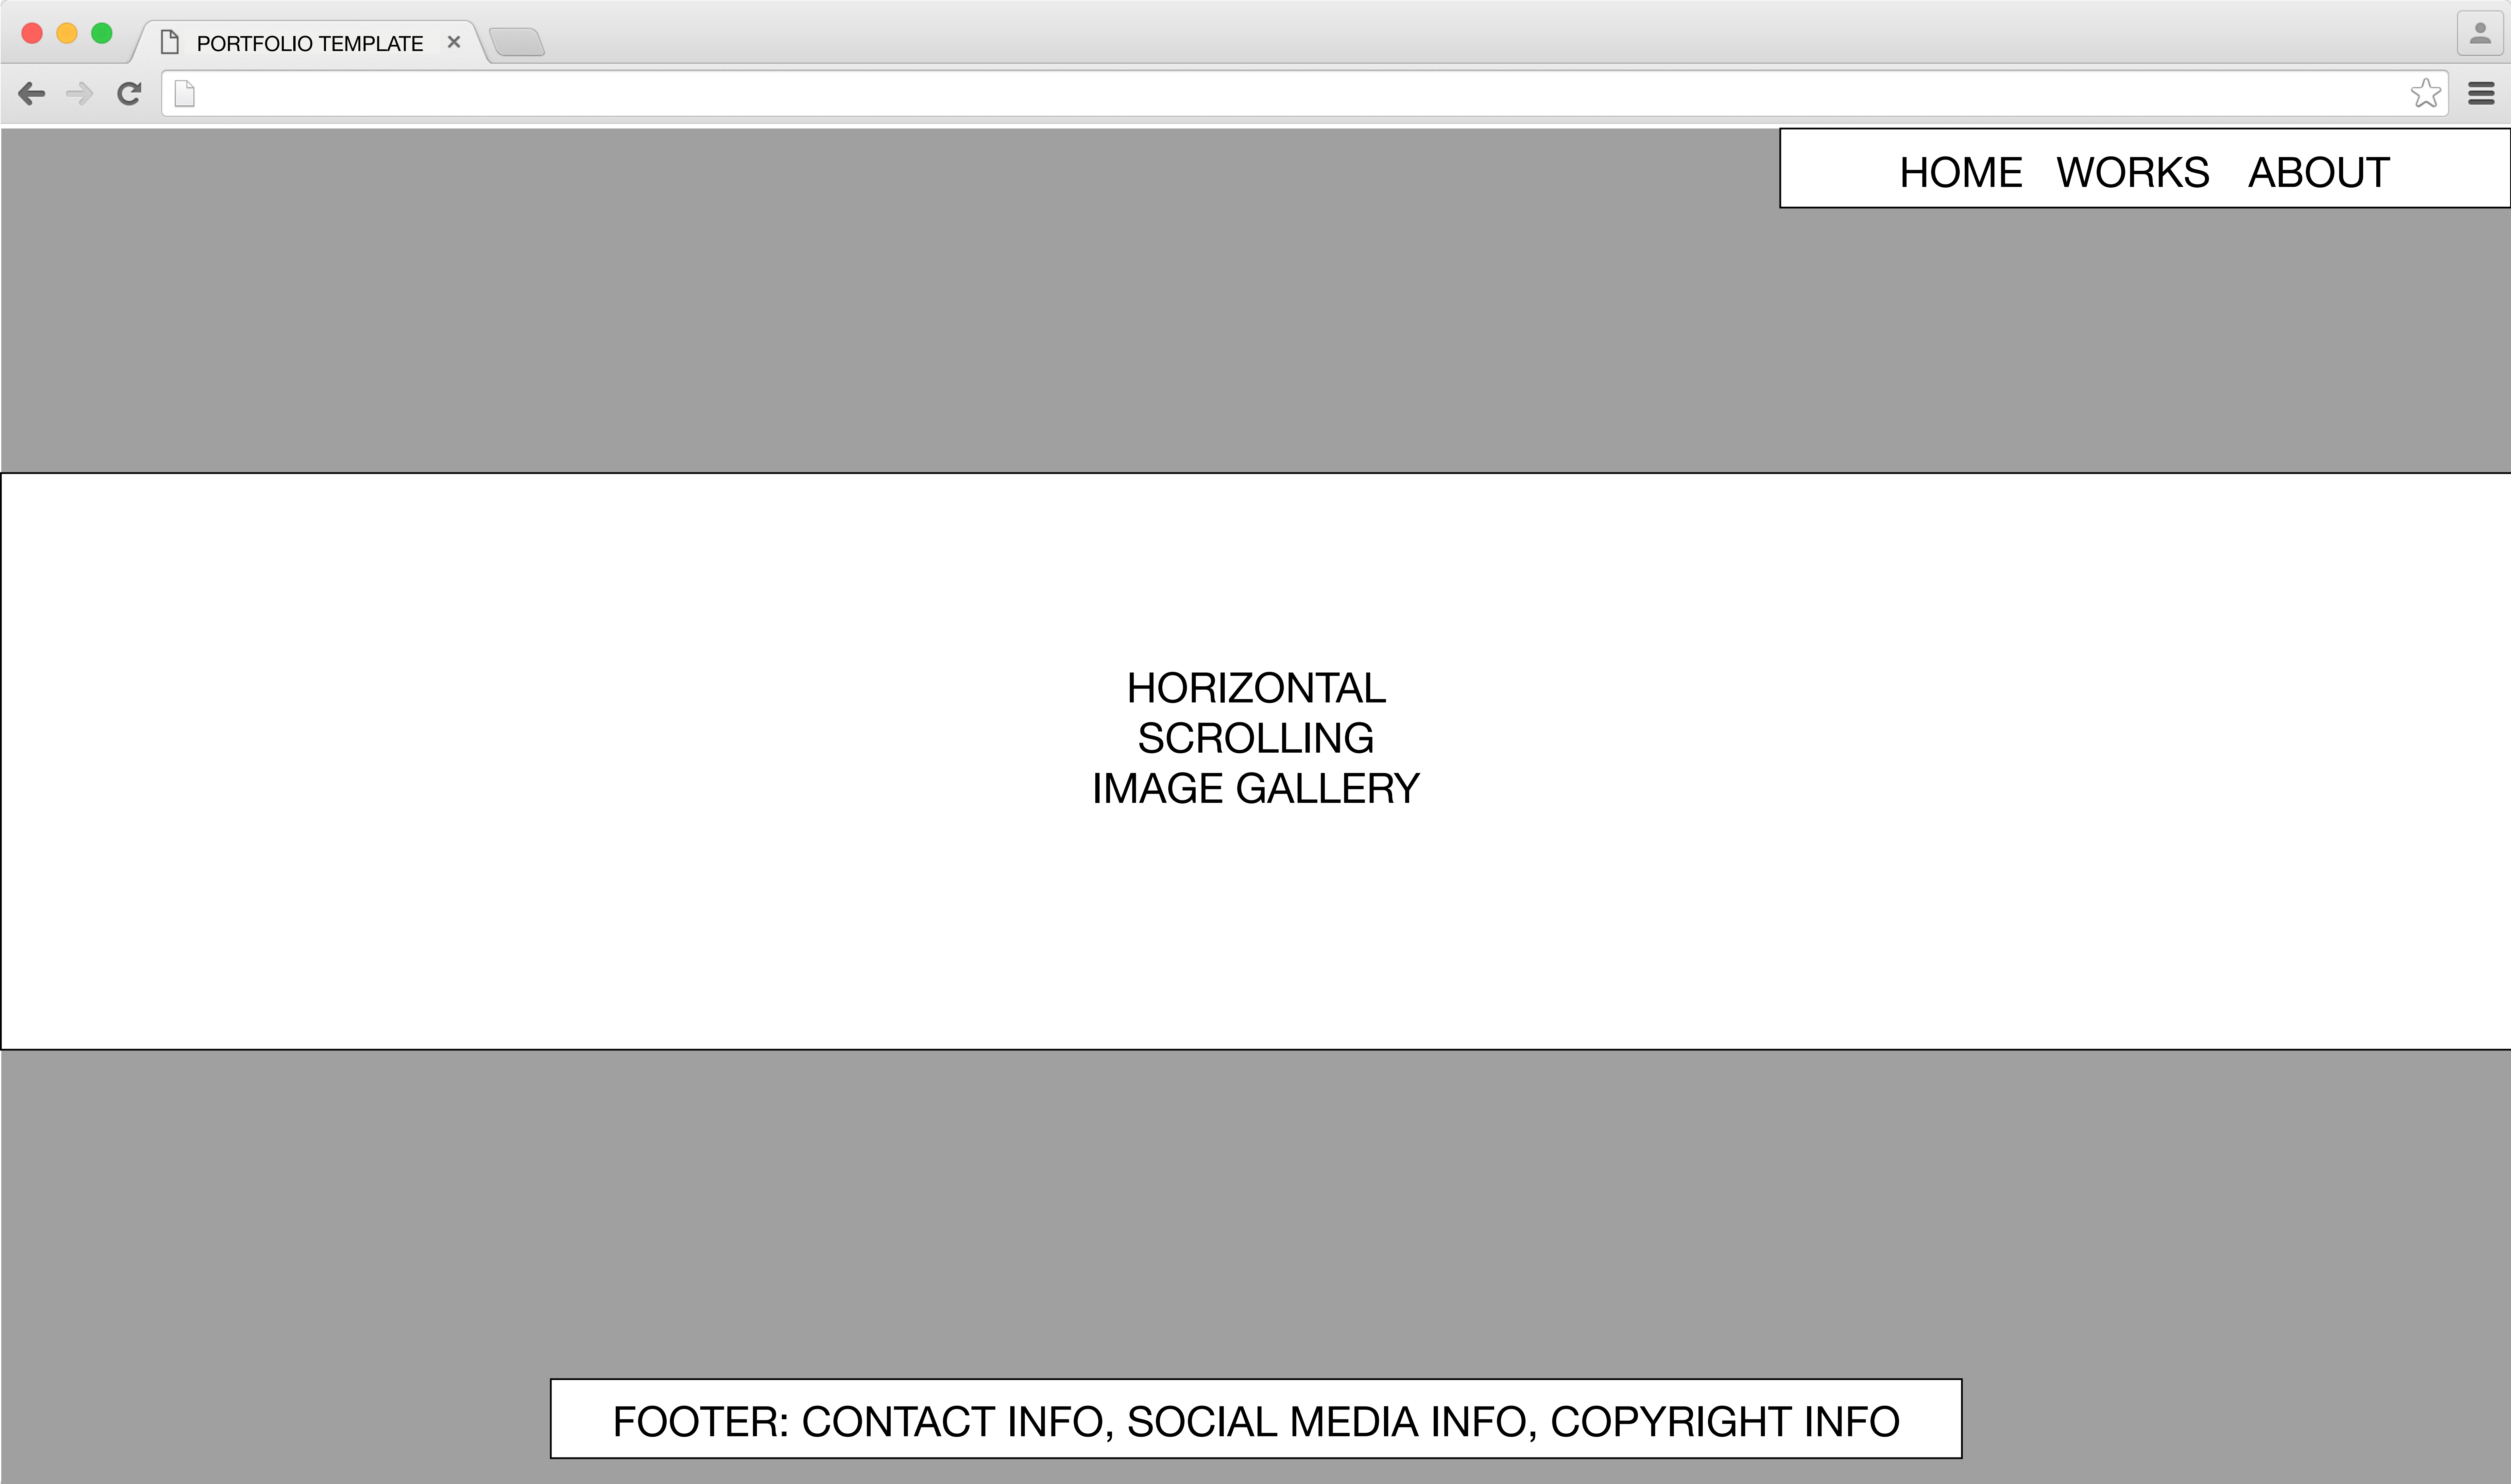 PORTFOLIO TEMPLATE
HOME WORKS ABOUT
HORIZONTAL
SCROLLING
IMAGE GALLERY
FOOTER: CONTACT INFO, SOCIAL MEDIA INFO, COPYRIGHT INFO